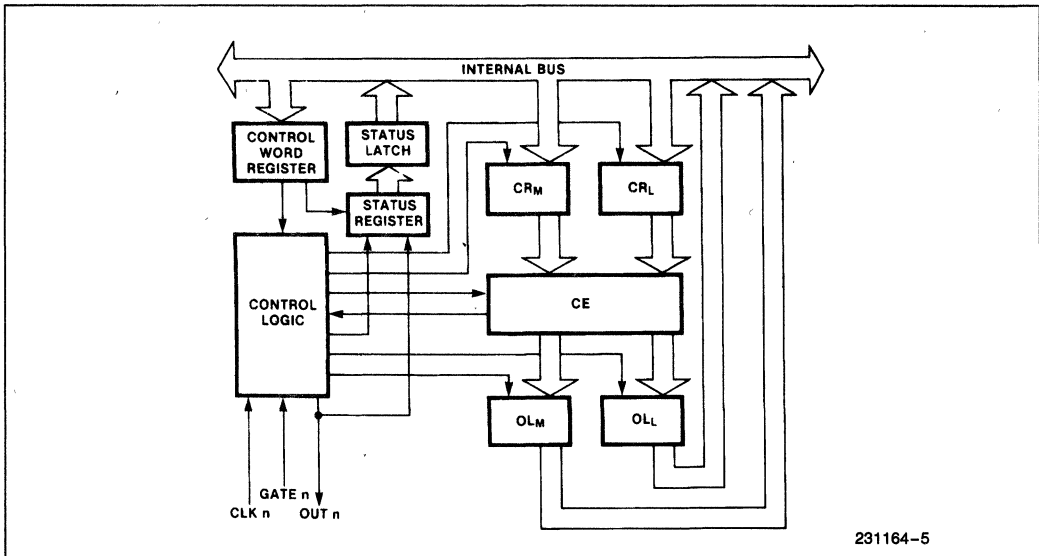 INTERNAL BUS
CONTROL
WORD
REGISTER
STATUS
LATCH
STATUS
REGISTER
CRM
CRL
CONTROL
LOGIC
CE
OLM
OLL
GATE n
CLK n
OUT n
231164-5